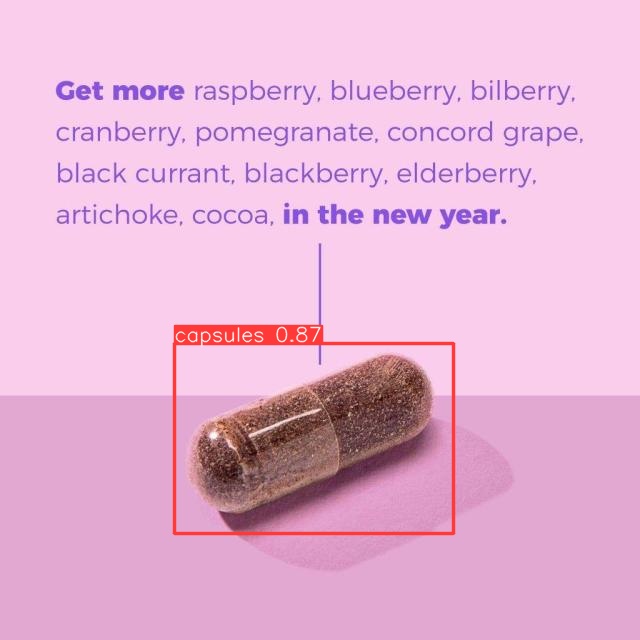 Get more raspberry, blueberry, bilberry,
cranberry, pomegranate, concord grape,
black currant, blackberry, elderberry,
artichoke, cocoa, in the new year.
capsules 0.87